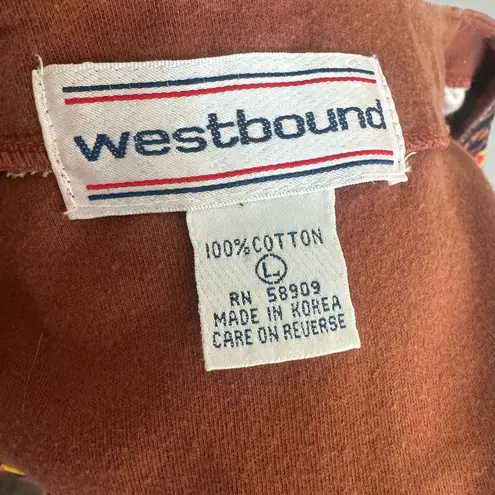 westbound
100% COTTON
L
RN 58909
MADE IN KOREA
CARE ON REVERSE